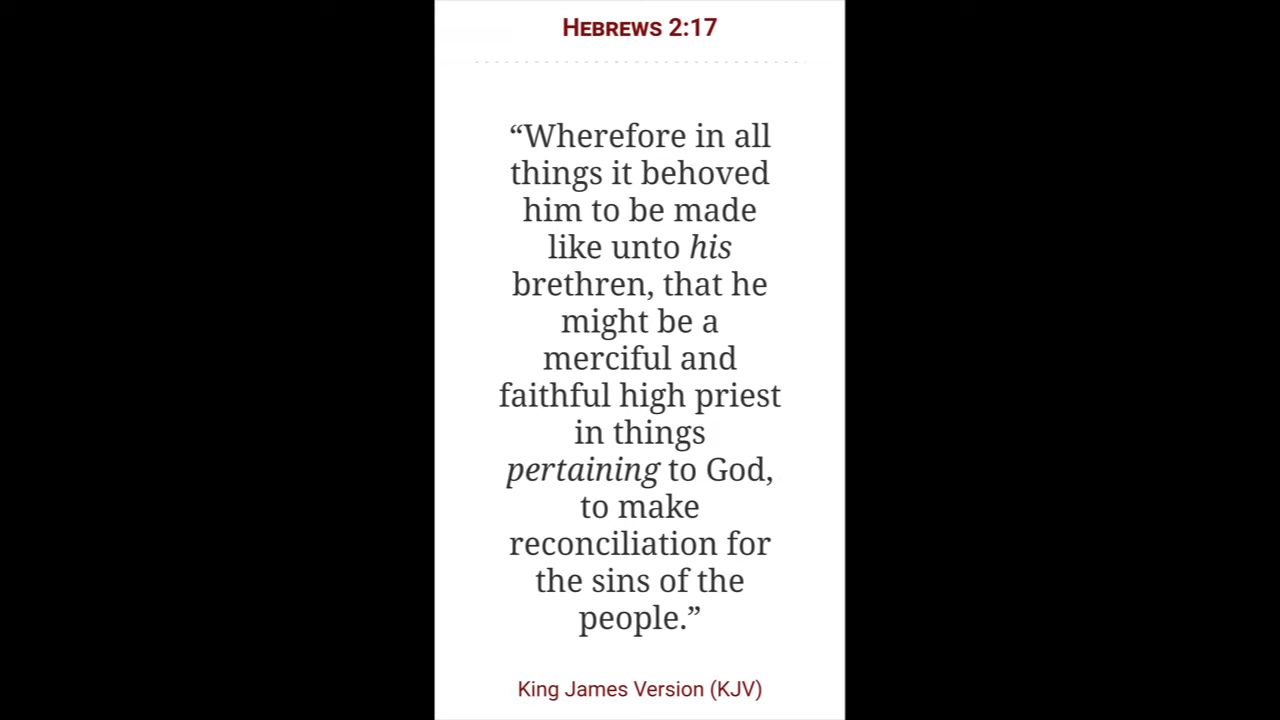 Hebrews 2:17
“Wherefore in all
things it behoved
him to be made
like unto his
brethren, that he
might be a
merciful and
faithful high priest
in things
pertaining to God,
to make
reconciliation for
the sins of the
people.”
King James Version (KJV)